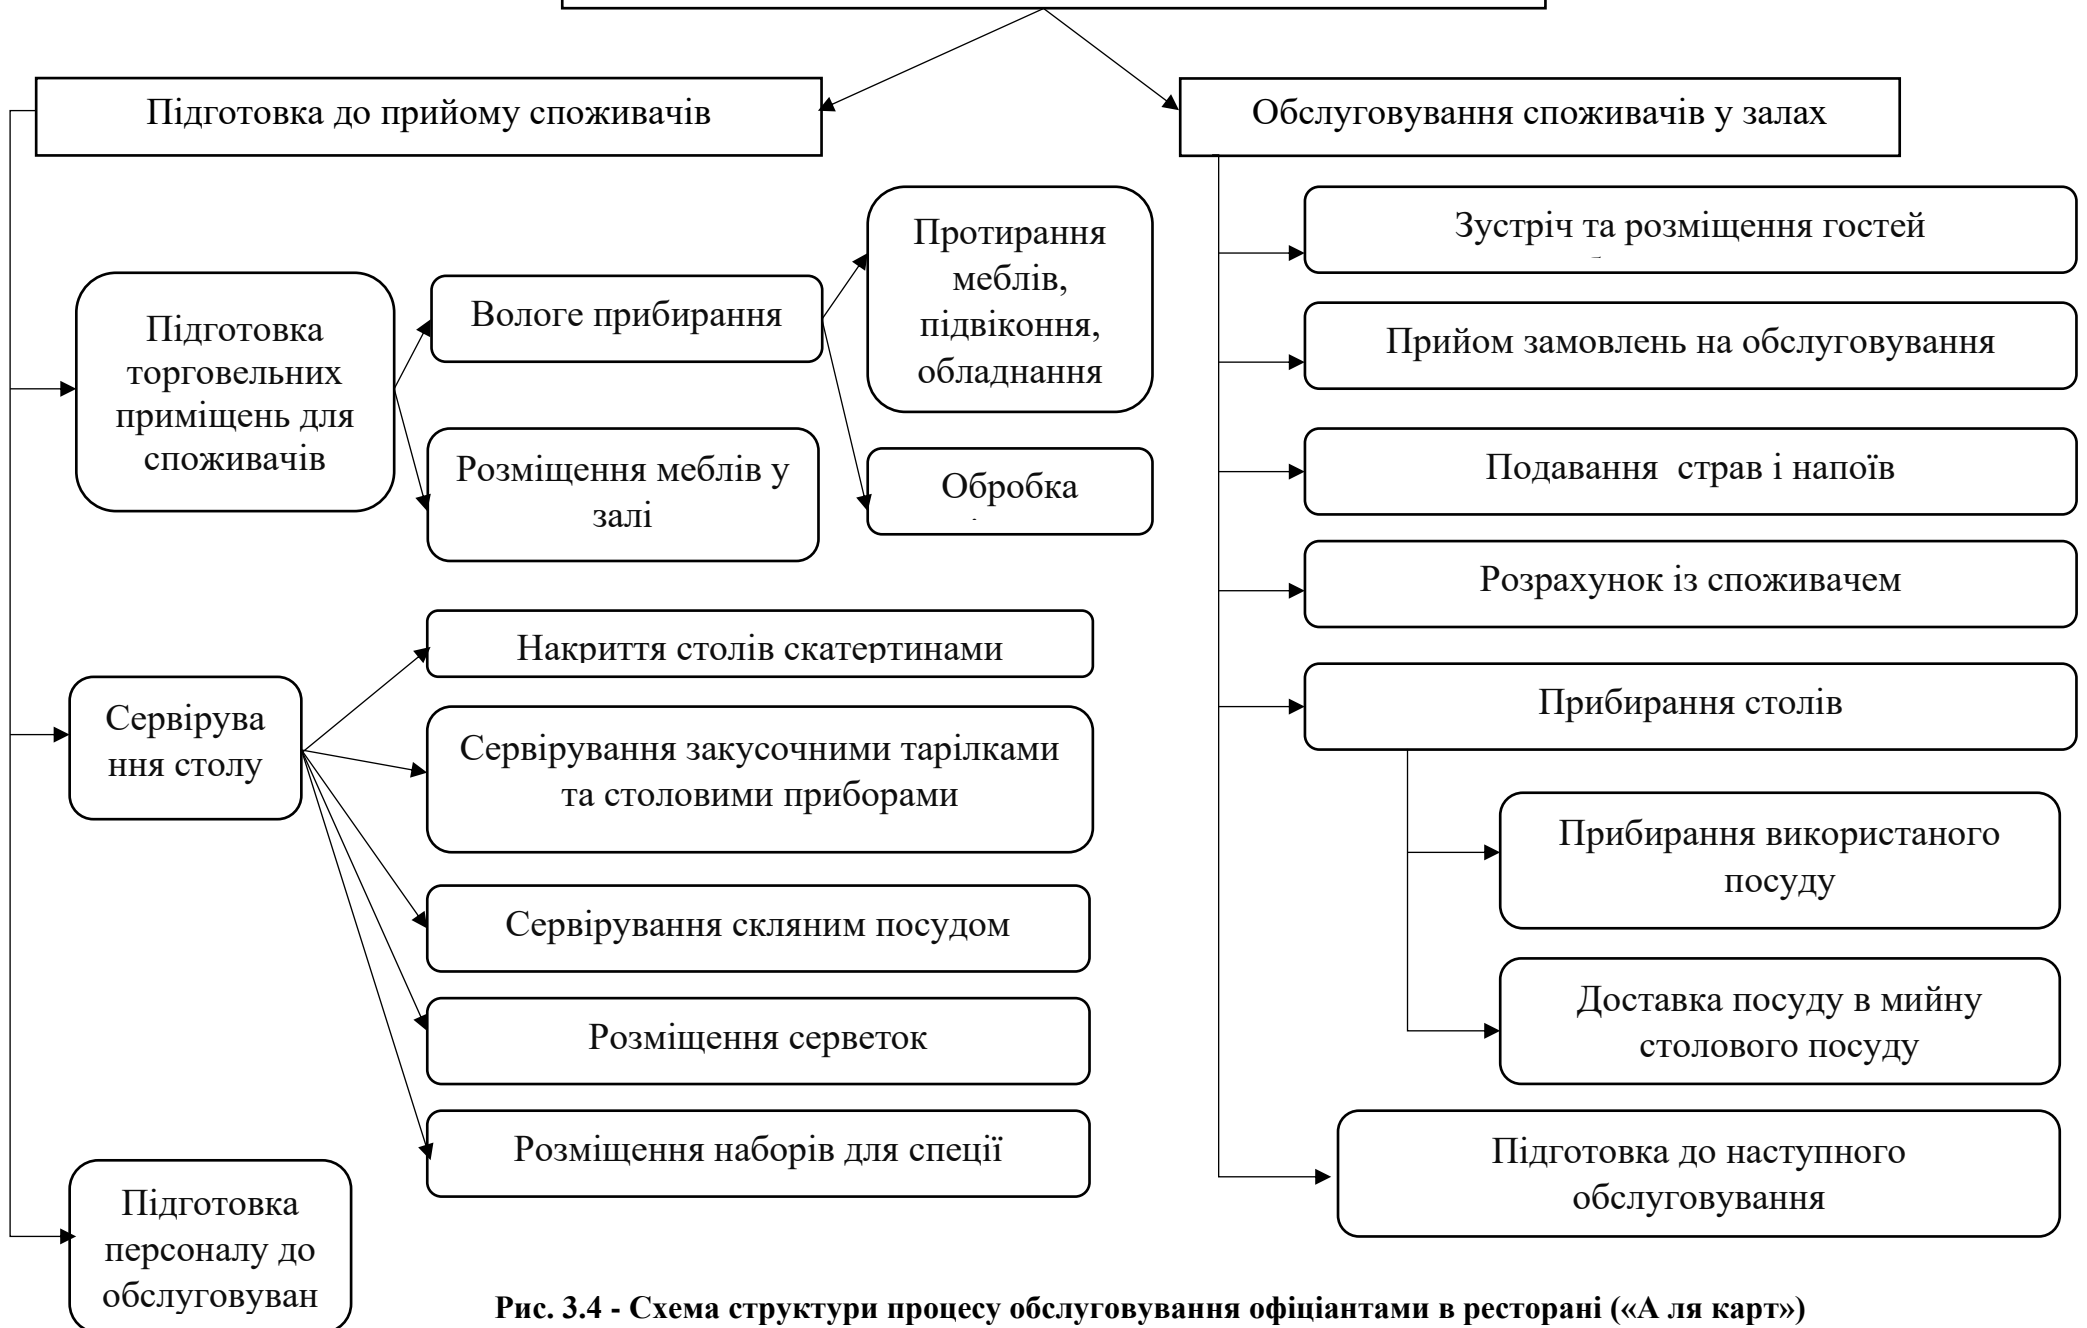 Підготовка до прийому споживачів
Обслуговування споживачів у залах
Підготовка
торговельних
приміщень для
споживачів
Вологе прибирання
Розміщення меблів у
залі
Протирання
меблів,
підвіконня,
обладнання
Обробка
Сервірува
ння столу
Накриття столів скатертинами
Сервірування закусочними тарілками
та столовими приборами
Сервірування скляним посудом
Розміщення серветок
Розміщення наборів для спеції
Підготовка
персоналу до
обслуговуван
Зустріч та розміщення гостей
Прийом замовлень на обслуговування
Подавання  страв і напоїв
Розрахунок із споживачем
Прибирання столів
Прибирання використаного
посуду
Доставка посуду в мийну
столового посуду
Підготовка до наступного
обслуговування
Рис. 3.4 - Схема структури процесу обслуговування офіціантами в ресторані («А ля карт»)